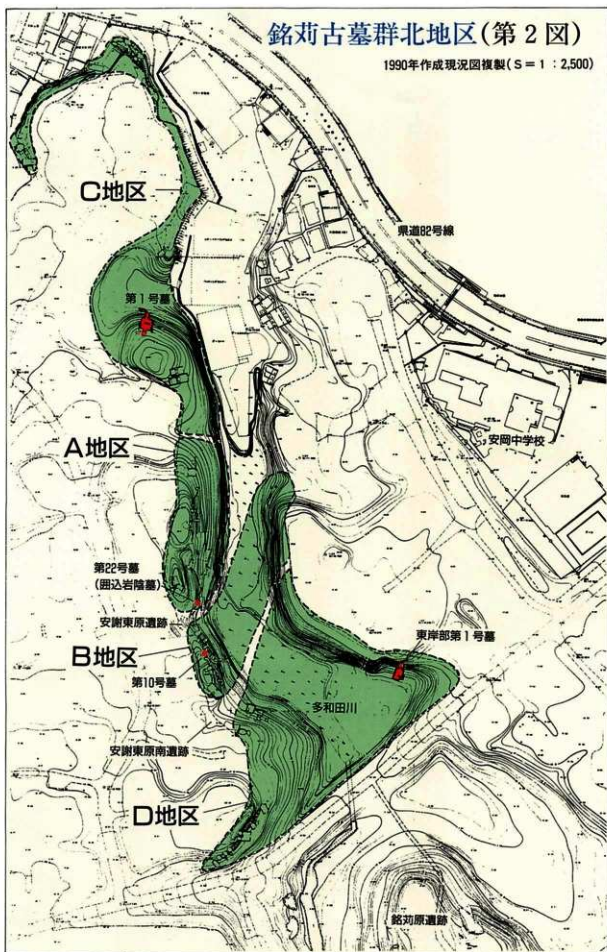 銘苅古墓群北地区(第2図)
1990年作成現況図複製(S=1:2,500)
C地区
県道82号線
第1号墓
安岡中学校
A地区
第22号墓
(囲込岩陰墓)
安謝東原遺跡
東岸部第1号墓
B地区
第10号墓
多和田川
安謝東原南遺跡
D地区
銘苅原遺跡